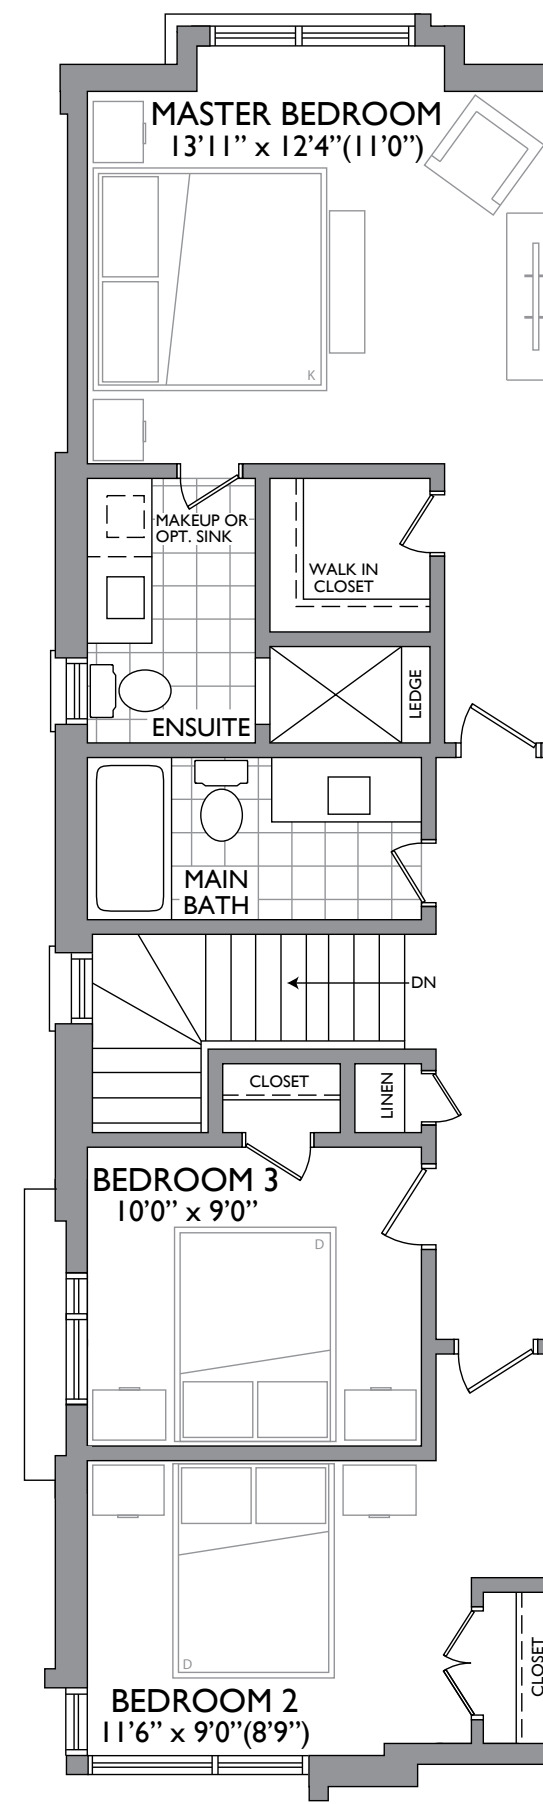 MASTER BEDROOM
13'11" x 12'4"(11'0")
K
MAKEUP OR
OPT. SINK
WALK IN
CLOSET
LEDGE
ENSUITE
MAIN
BATH
DN
CLOSET
LINEN
BEDROOM 3
10'0" x 9'0"
D
D
CLOSET
BEDROOM 2
11'6" x 9'0"(8'9")